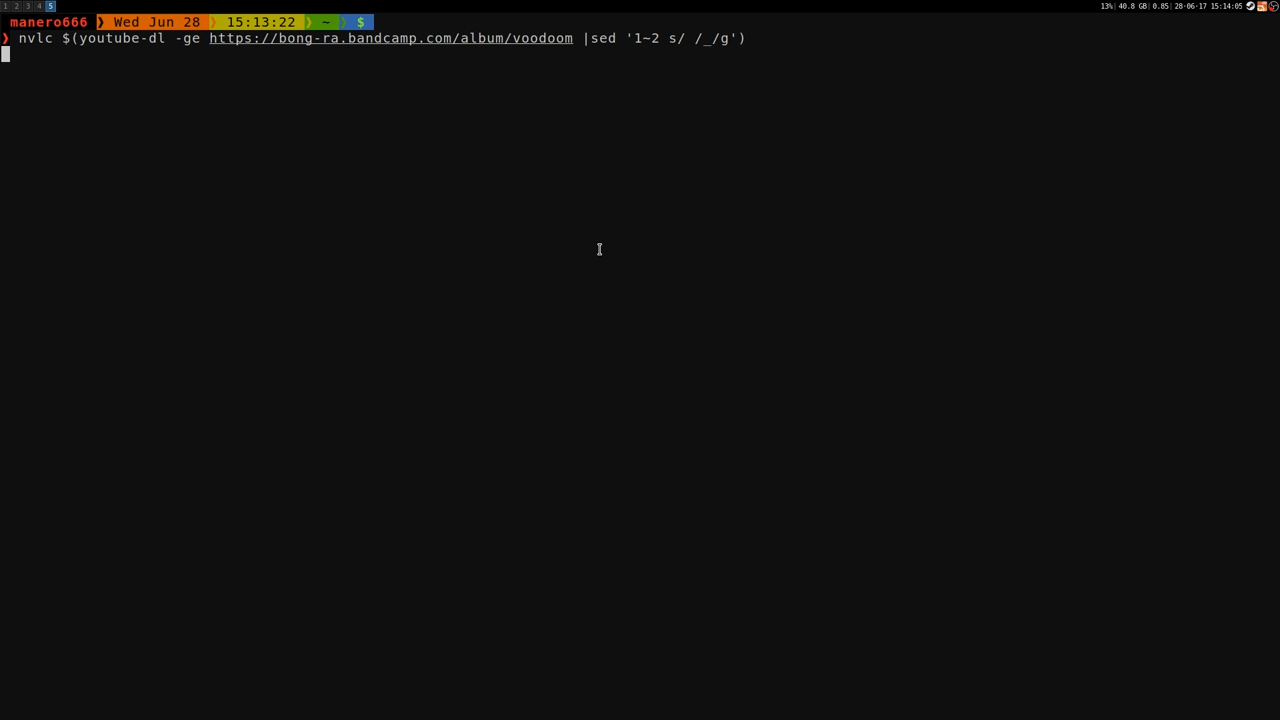 1 2 3 4 5 13%| 40.8 GB| 0.85| 28-06-17 15:14:05
manero666 ❯ Wed Jun 28 ❯ 15:13:22 ❯ ~ ❯ $
❯ nvlc $(youtube-dl -ge https://bong-ra.bandcamp.com/album/voodoom |sed '1~2 s/ /_/g')